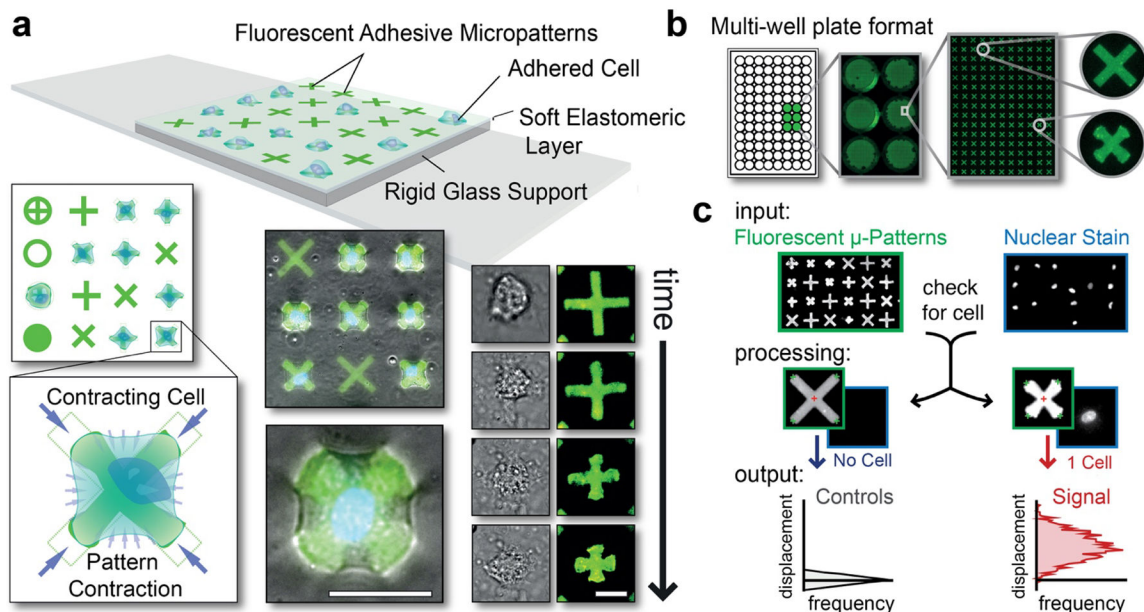 a
Fluorescent Adhesive Micropatterns
Adhered Cell
Soft Elastomeric
Layer
Rigid Glass Support
Contracting Cell
Pattern
Contraction
time
b
Multi-well plate format
c
input:
Fluorescent µ-Patterns
Nuclear Stain
check
for cell
processing:
No Cell
1 Cell
output:
Controls
Signal
displacement
frequency
displacement
frequency